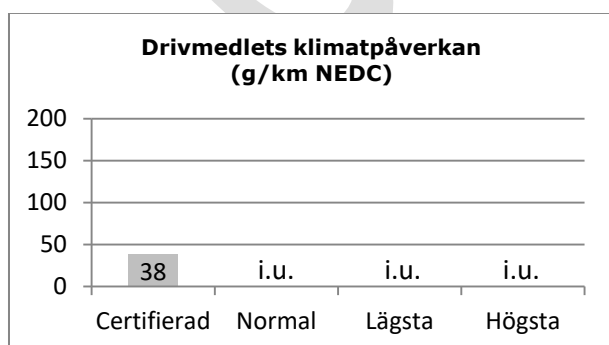 Drivmedlets klimatpåverkan
(g/km NEDC)
200
150
100
50
0
38 i.u. i.u. i.u.
Certifierad Normal Lägsta Högsta